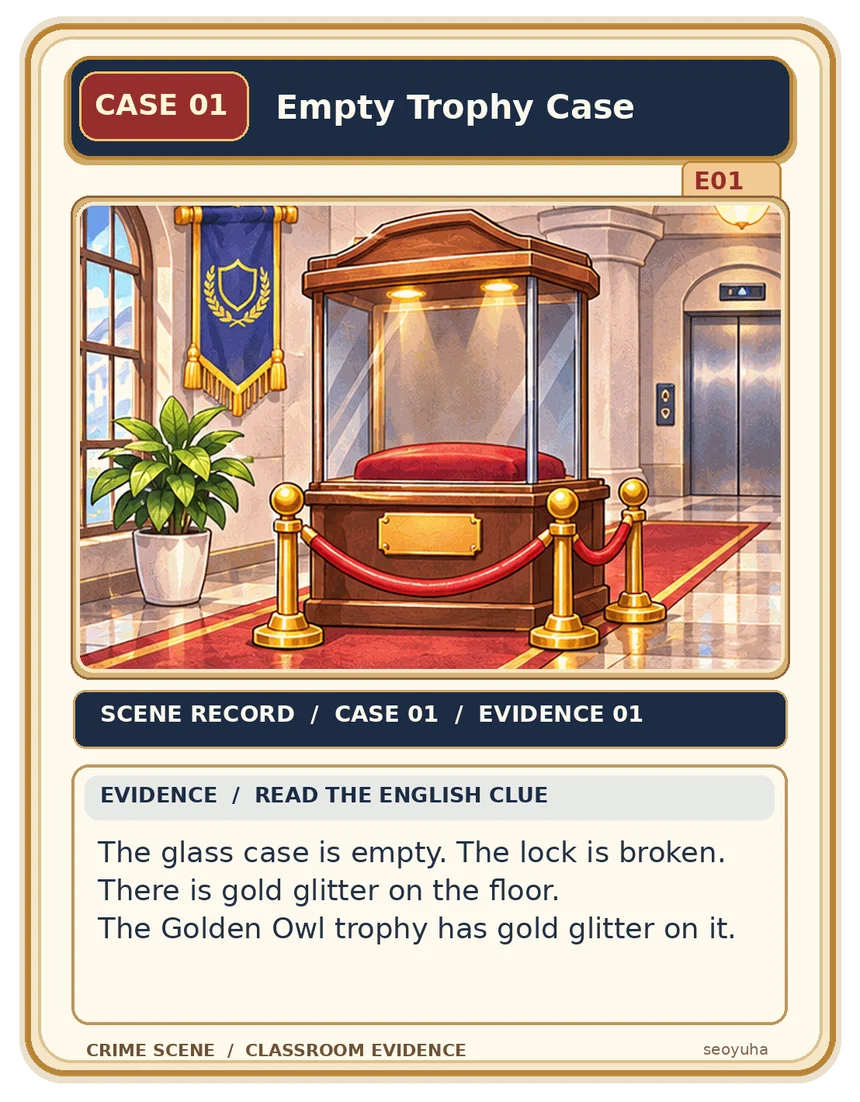 CASE 01 Empty Trophy Case
E01
SCENE RECORD / CASE 01 / EVIDENCE 01
EVIDENCE / READ THE ENGLISH CLUE
The glass case is empty. The lock is broken.
There is gold glitter on the floor.
The Golden Owl trophy has gold glitter on it.
CRIME SCENE / CLASSROOM EVIDENCE seoyuha